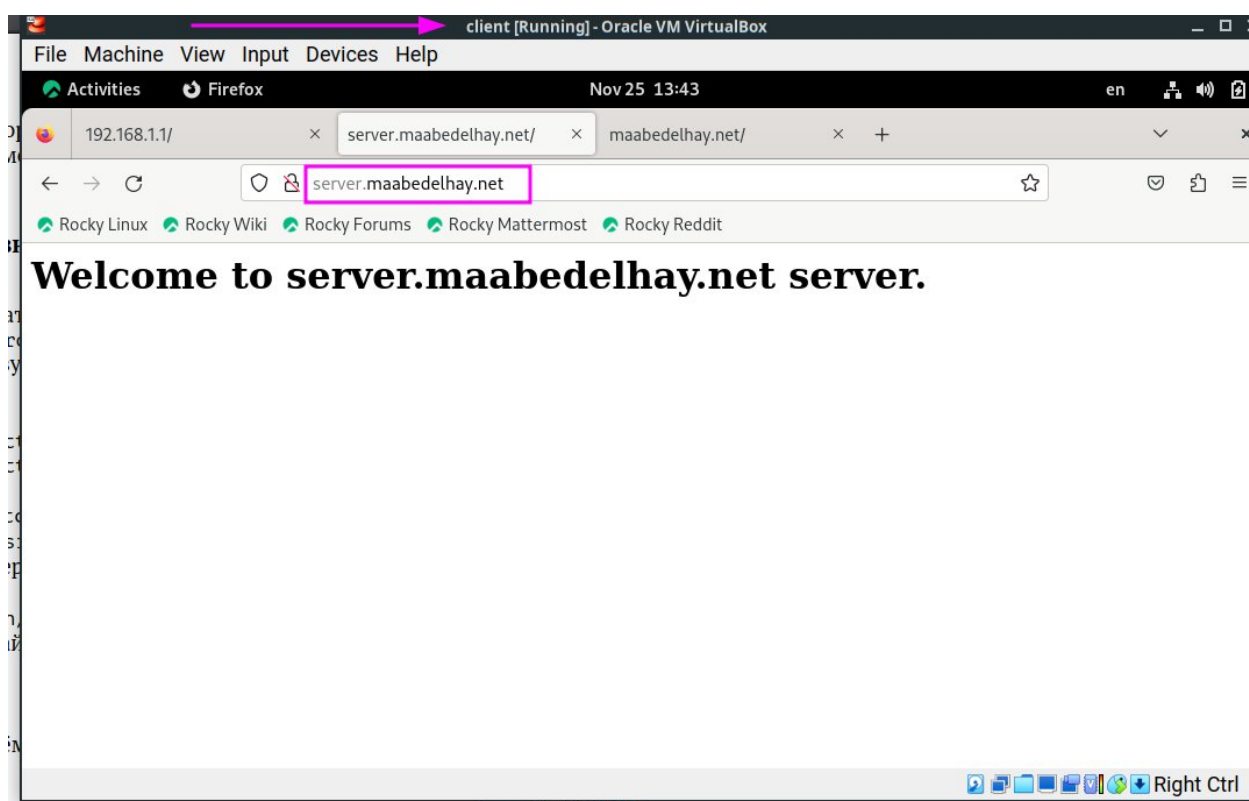 client [Running] - Oracle VM VirtualBox
File Machine View Input Devices Help
Activities Firefox Nov 25 13:43 en
192.168.1.1/ server.maabedelhay.net/ maabedelhay.net/
server.maabedelhay.net
Rocky Linux Rocky Wiki Rocky Forums Rocky Mattermost Rocky Reddit
Welcome to server.maabedelhay.net server.
Right Ctrl